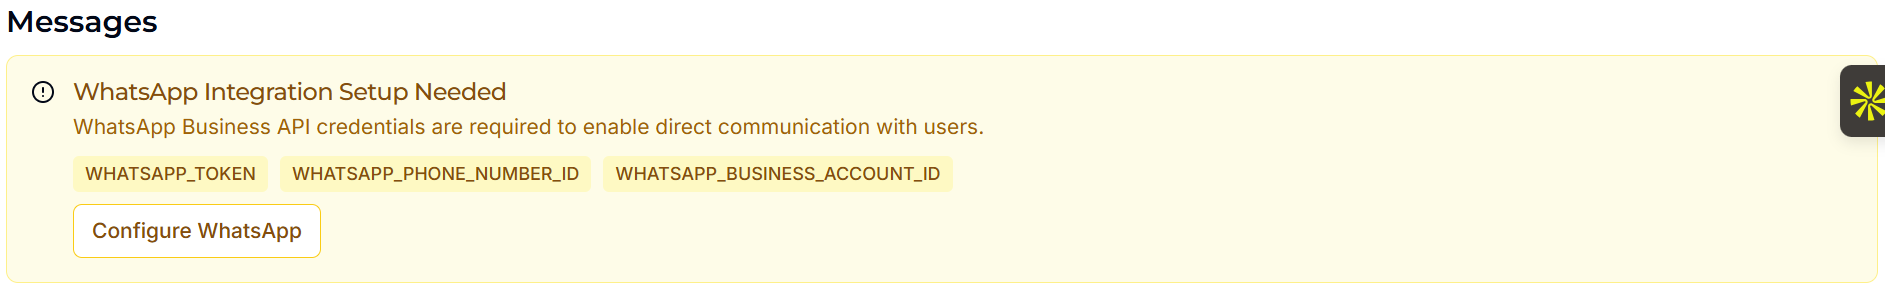 Messages
WhatsApp Integration Setup Needed
WhatsApp Business API credentials are required to enable direct communication with users.
WHATSAPP_TOKEN WHATSAPP_PHONE_NUMBER_ID WHATSAPP_BUSINESS_ACCOUNT_ID
Configure WhatsApp